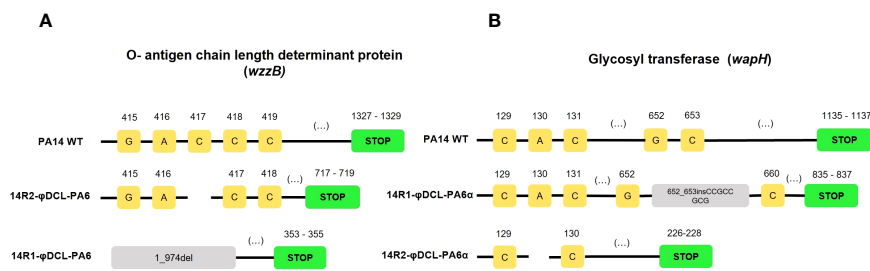 A
O- antigen chain length determinant protein
(wzzB)
415 416 417 418 419 (...) 1327 - 1329
PA14 WT G A C C C STOP
415 416 417 418 (...) 717 - 719
14R2-φDCL-PA6 G A C C STOP
(...) 353 - 355
14R1-φDCL-PA6 1_974del STOP
B
Glycosyl transferase (wapH)
129 130 131 (...) 652 653 (...) 1135 - 1137
PA14 WT C A C G C STOP
129 130 131 (...) 652 660 (...) 835 - 837
14R1-φDCL-PA6α C A C G 652_653insCCGCC
GCG C STOP
129 130 (...) 226-228
14R2-φDCL-PA6α C C STOP